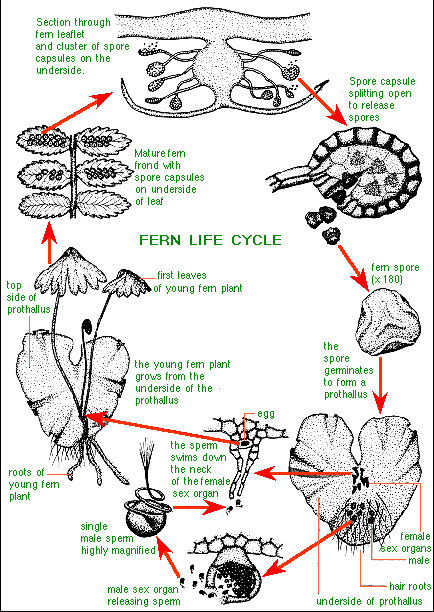 Section through
fern leaflet
and cluster of spore
capsules on the
underside.
Spore capsule
splitting open
to release
spores
Mature fern
frond with
spore capsules
on underside
of leaf
FERN LIFE CYCLE
fern spore
(x 180)
first leaves
of young fern plant
top
side of
prothallus
the
spore
germinates
to form a
prothallus
the young fern plant
grows from the
underside of the
prothallus
egg
the sperm
swims down
the neck
of the female
sex organ
roots of
young fern
plant
single
male sperm
highly magnified
female
sex organs
male
hair roots
male sex organ
releasing sperm
underside of prothallus